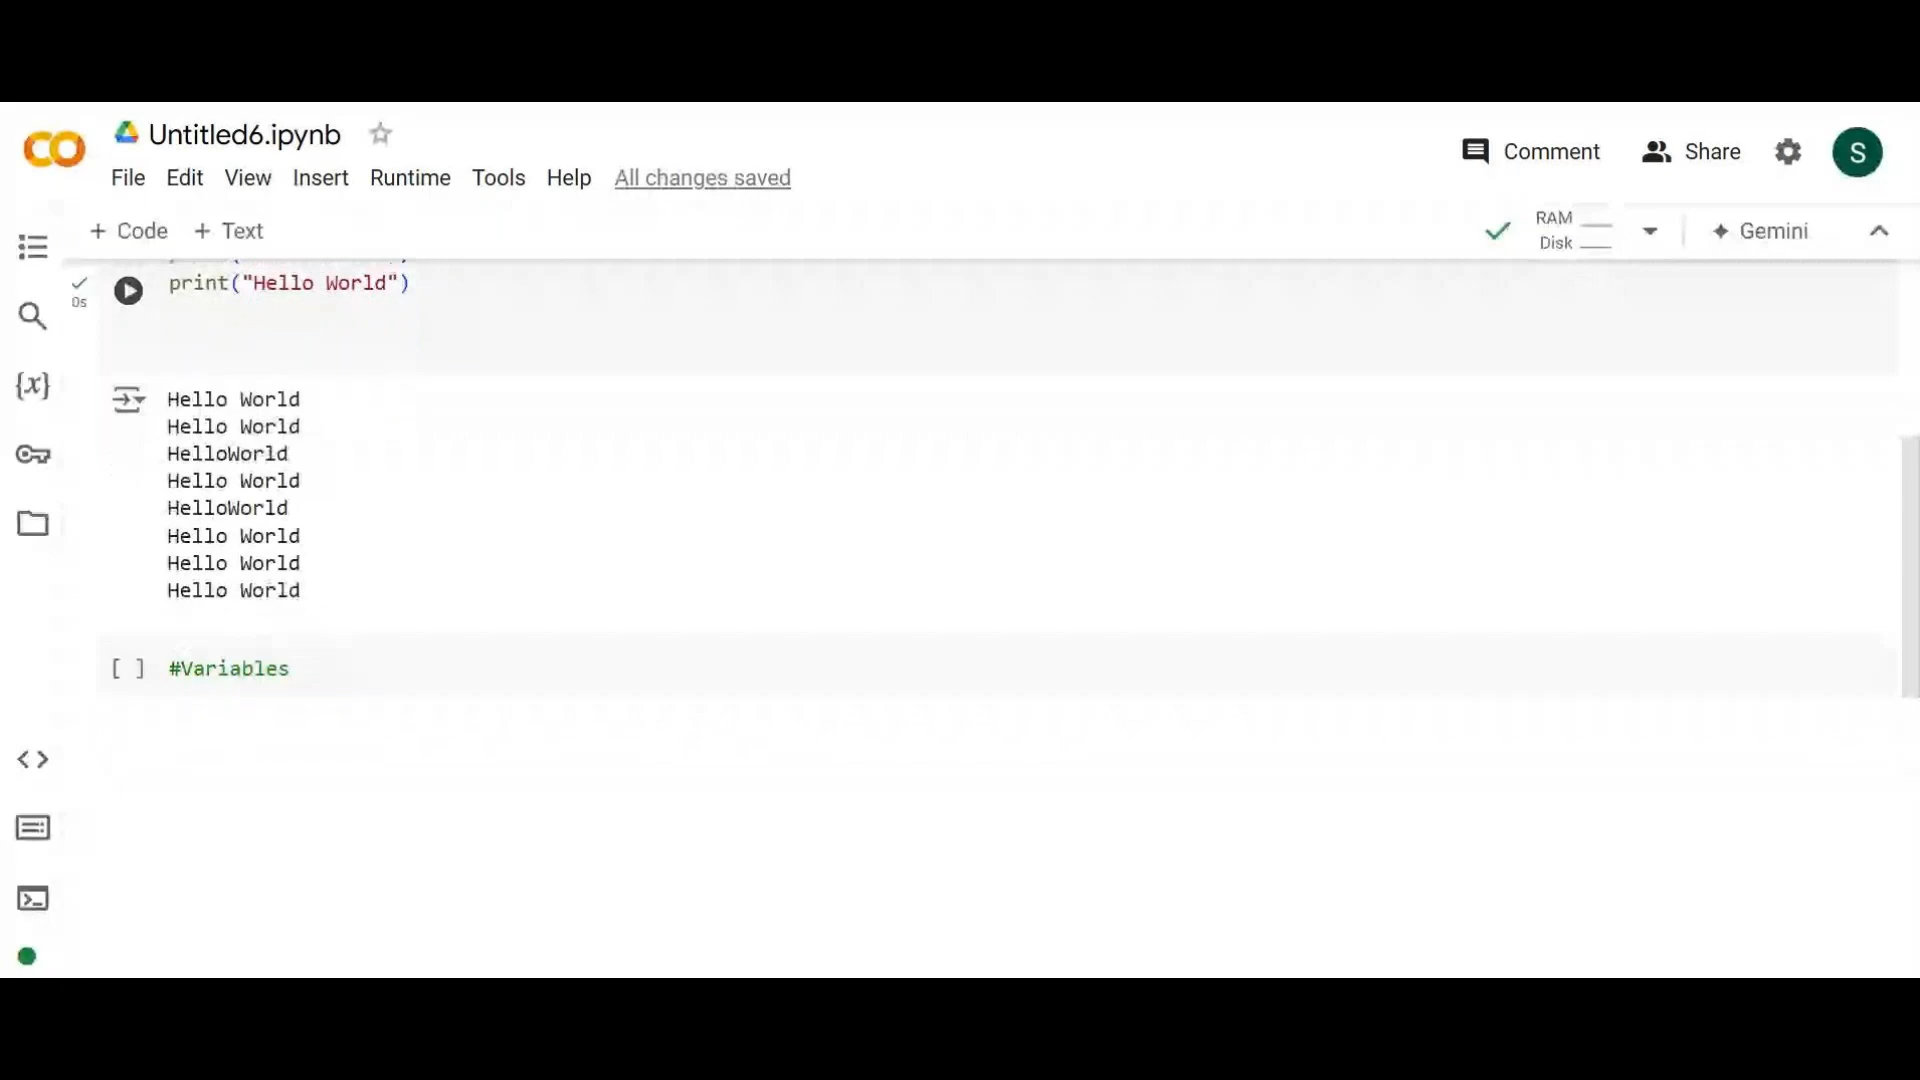 Untitled6.ipynb
File Edit View Insert Runtime Tools Help All changes saved
Comment Share S
+ Code + Text
RAM
Disk
Gemini
print("Hello World")
0s
Hello World
Hello World
HelloWorld
Hello World
HelloWorld
Hello World
Hello World
Hello World
[ ] #Variables